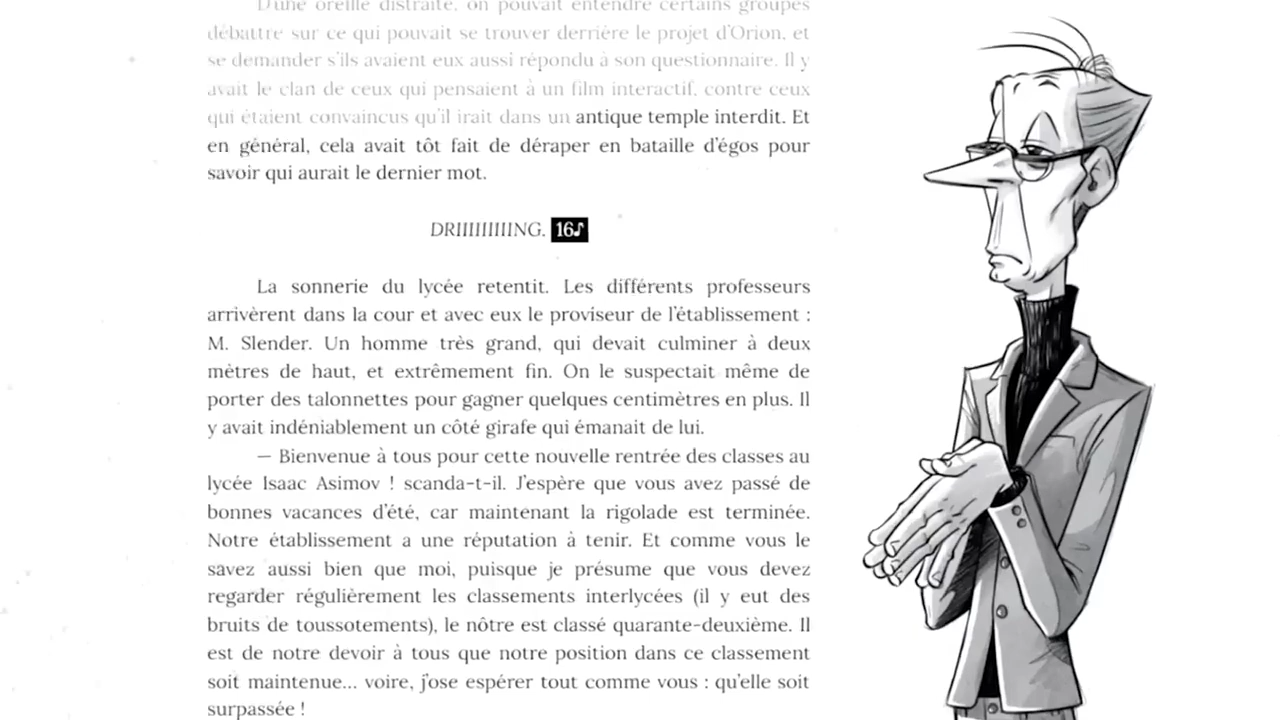 D'une oreille distraite, on pouvait entendre certains groupes
débattre sur ce qui pouvait se trouver derrière le projet d'Orion, et
se demander s'ils avaient eux aussi répondu à son questionnaire. Il y
avait le clan de ceux qui pensaient à un film interactif, contre ceux
qui étaient convaincus qu'il irait dans un antique temple interdit. Et
en général, cela avait tôt fait de déraper en bataille d'égos pour
savoir qui aurait le dernier mot.
DRIIIIIIIIING. 16♪
La sonnerie du lycée retentit. Les différents professeurs
arrivèrent dans la cour et avec eux le proviseur de l'établissement :
M. Slender. Un homme très grand, qui devait culminer à deux
mètres de haut, et extrêmement fin. On le suspectait même de
porter des talonnettes pour gagner quelques centimètres en plus. Il
y avait indéniablement un côté girafe qui émanait de lui.
— Bienvenue à tous pour cette nouvelle rentrée des classes au
lycée Isaac Asimov ! scanda-t-il. J'espère que vous avez passé de
bonnes vacances d'été, car maintenant la rigolade est terminée.
Notre établissement a une réputation à tenir. Et comme vous le
savez aussi bien que moi, puisque je présume que vous devez
regarder régulièrement les classements interlycées (il y eut des
bruits de toussotements), le nôtre est classé quarante-deuxième. Il
est de notre devoir à tous que notre position dans ce classement
soit maintenue... voire, j'ose espérer tout comme vous : qu'elle soit
surpassée !